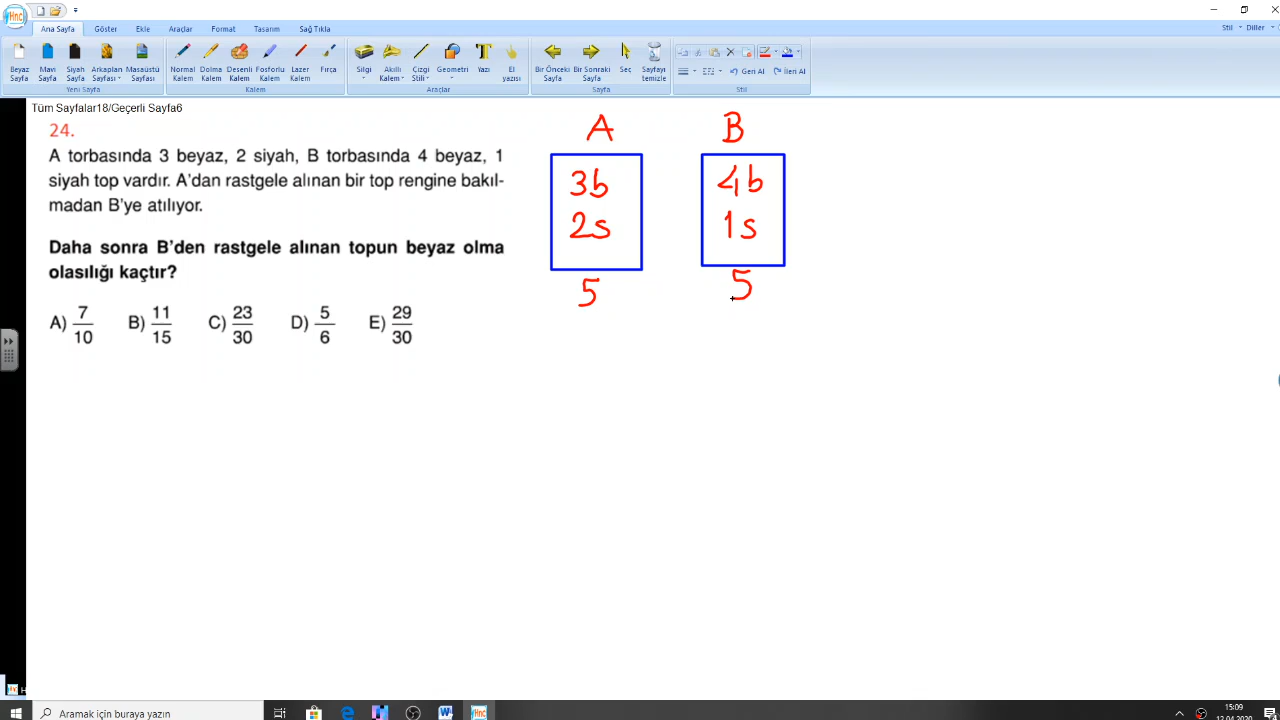 Ana Sayfa Göster Ekle Araçlar Format Tasarım Sağ Tıkla Stil Diller
Beyaz Sayfa Mavi Sayfa Siyah Sayfa Arkaplan Sayfası Masaüstü Sayfası Normal Kalem Dolma Kalem Desenli Kalem Fosforlu Kalem Lazer Kalem Fırça Silgi Akıllı Kalem Çizgi Stili Geometri Yazı El yazısı Bir Önceki Sayfa Bir Sonraki Sayfa Seç Sayfayı temizle Geri Al İleri Al
Yeni Sayfa Kalem Araçlar Sayfa Stil
Tüm Sayfalar18/Geçerli Sayfa6
24.
A torbasında 3 beyaz, 2 siyah, B torbasında 4 beyaz, 1
siyah top vardır. A'dan rastgele alınan bir top rengine bakıl-
madan B'ye atılıyor.
Daha sonra B'den rastgele alınan topun beyaz olma
olasılığı kaçtır?
A) 7/10 B) 11/15 C) 23/30 D) 5/6 E) 29/30
A B
3b 4b
2s 1s
5 5
Aramak için buraya yazın
15:09